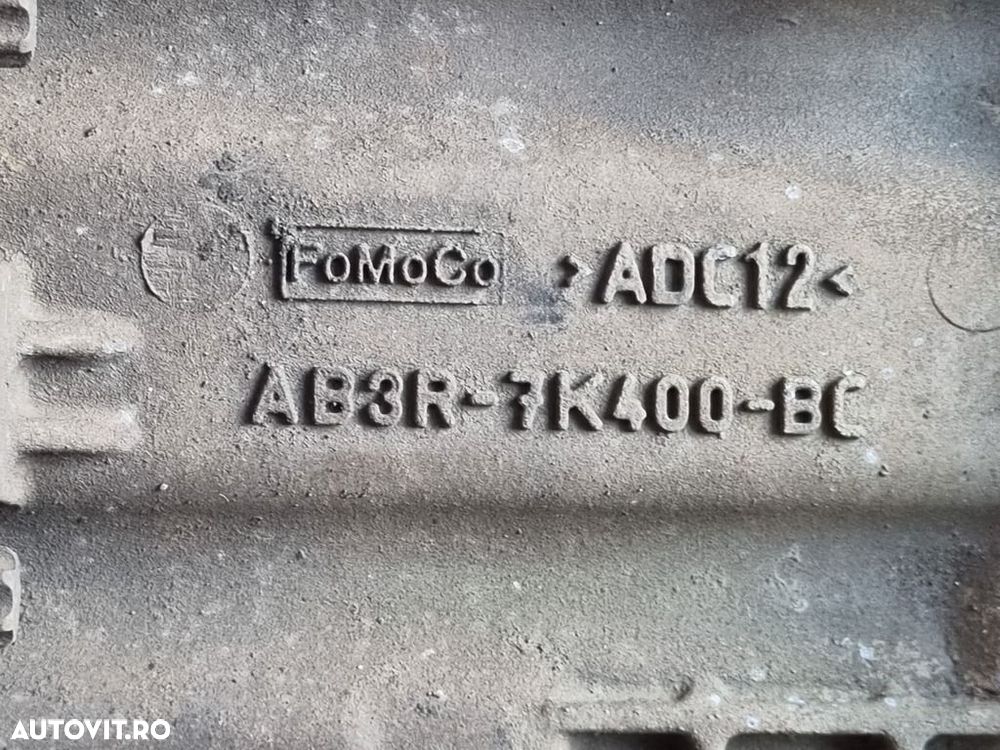 FoMoCo >ADC12<
AB3R-7K400-BC
AUTOVIT.RO